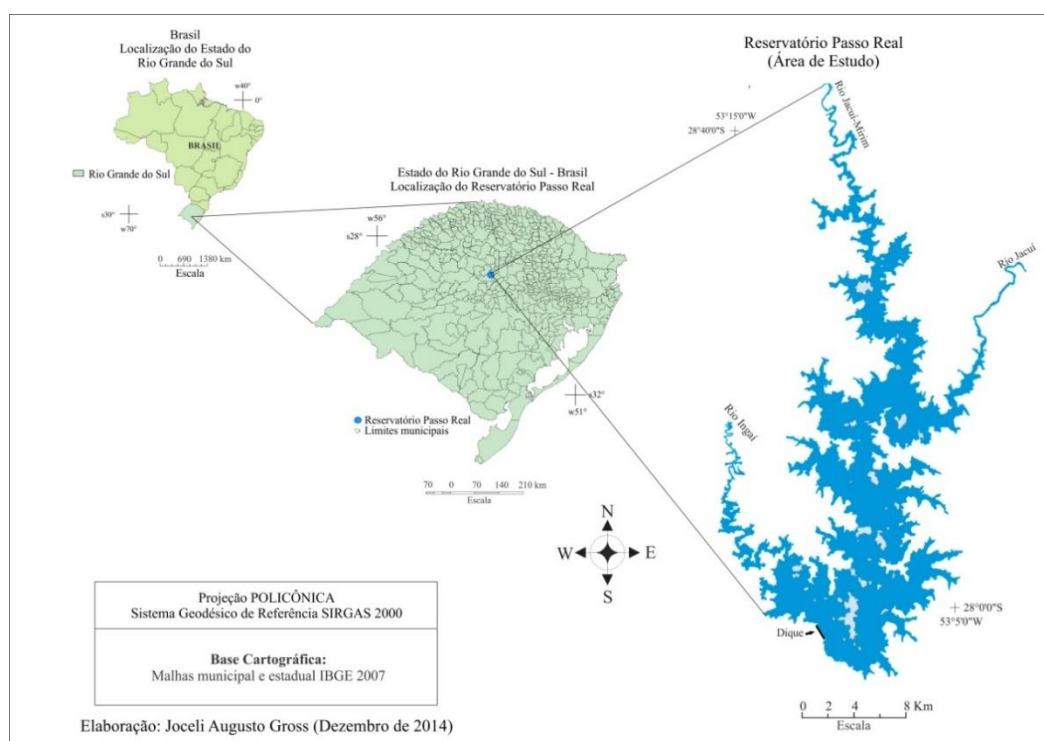 Brasil
Localização do Estado do
Rio Grande do Sul
w40°
0°
BRASIL
Rio Grande do Sul
s30°
w70°
0 690 1380 km
Escala
Estado do Rio Grande do Sul - Brasil
Localização do Reservatório Passo Real
w56°
s28°
s32°
w51°
Reservatório Passo Real
Limites municipais
70 0 70 140 210 km
Escala
N
W E
S
Reservatório Passo Real
(Área de Estudo)
53°15'0"W
28°40'0"S
Rio Jacuí-Mirim
Rio Jacuí
Rio Ingaí
28°0'0"S
53°5'0"W
Dique
0 2 4 8 Km
Escala
Projeção POLICÔNICA
Sistema Geodésico de Referência SIRGAS 2000
Base Cartográfica:
Malhas municipal e estadual IBGE 2007
Elaboração: Joceli Augusto Gross (Dezembro de 2014)